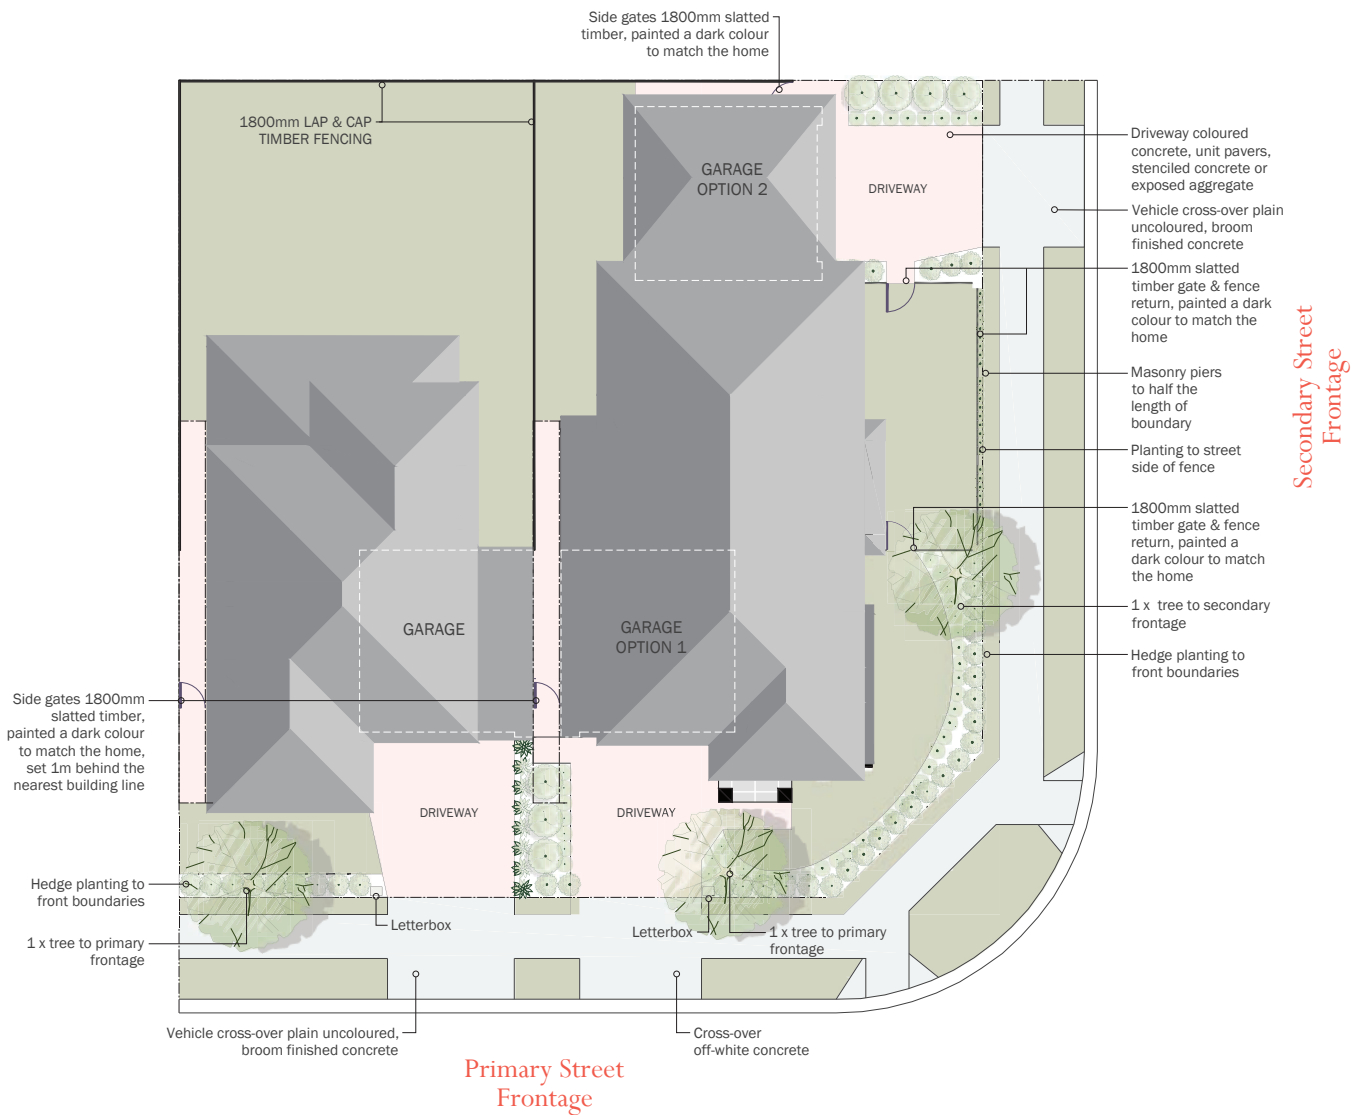 Side gates 1800mm slatted
timber, painted a dark colour
to match the home
1800mm LAP & CAP
TIMBER FENCING
GARAGE
OPTION 2
DRIVEWAY
Driveway coloured
concrete, unit pavers,
stenciled concrete or
exposed aggregate
Vehicle cross-over plain
uncoloured, broom
finished concrete
1800mm slatted
timber gate & fence
return, painted a dark
colour to match the
home
Masonry piers
to half the
length of
boundary
Planting to street
side of fence
1800mm slatted
timber gate & fence
return, painted a
dark colour to match
the home
1 x tree to secondary
frontage
Hedge planting to
front boundaries
Secondary Street
Frontage
GARAGE
GARAGE
OPTION 1
Side gates 1800mm
slatted timber,
painted a dark colour
to match the home,
set 1m behind the
nearest building line
DRIVEWAY
DRIVEWAY
Hedge planting to
front boundaries
Letterbox
1 x tree to primary
frontage
Letterbox
1 x tree to primary
frontage
Vehicle cross-over plain uncoloured,
broom finished concrete
Cross-over
off-white concrete
Primary Street
Frontage